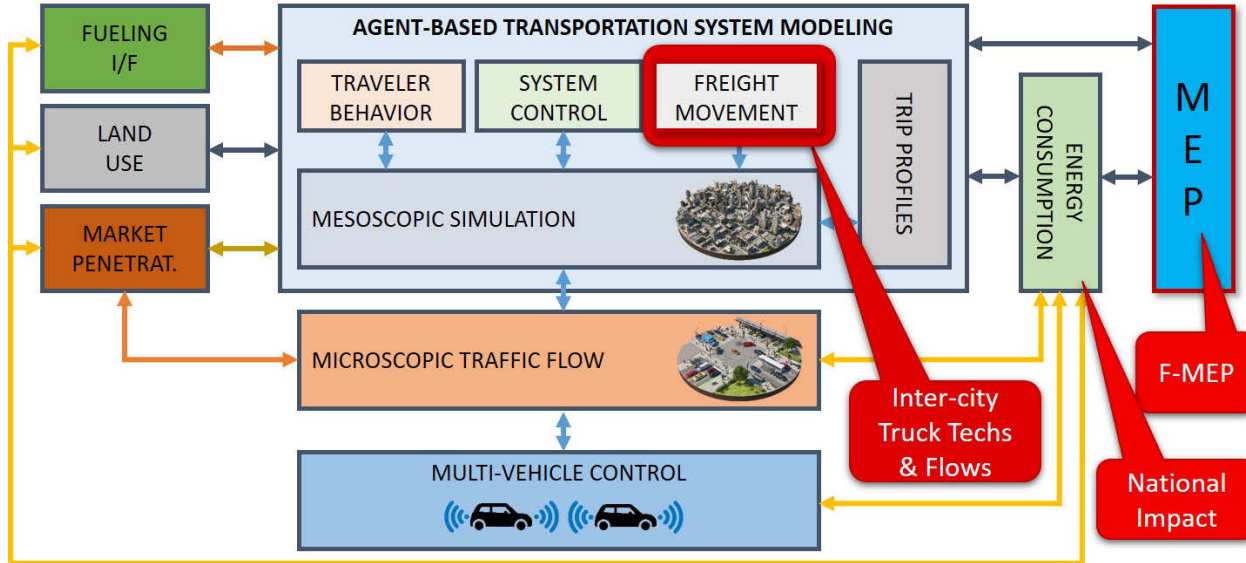 FUELING
I/F
LAND
USE
MARKET
PENETRAT.
AGENT-BASED TRANSPORTATION SYSTEM MODELING
TRAVELER
BEHAVIOR
SYSTEM
CONTROL
FREIGHT
MOVEMENT
TRIP PROFILES
MESOSCOPIC SIMULATION
MICROSCOPIC TRAFFIC FLOW
MULTI-VEHICLE CONTROL
ENERGY
CONSUMPTION
MEP
Inter-city
Truck Techs
& Flows
F-MEP
National
Impact